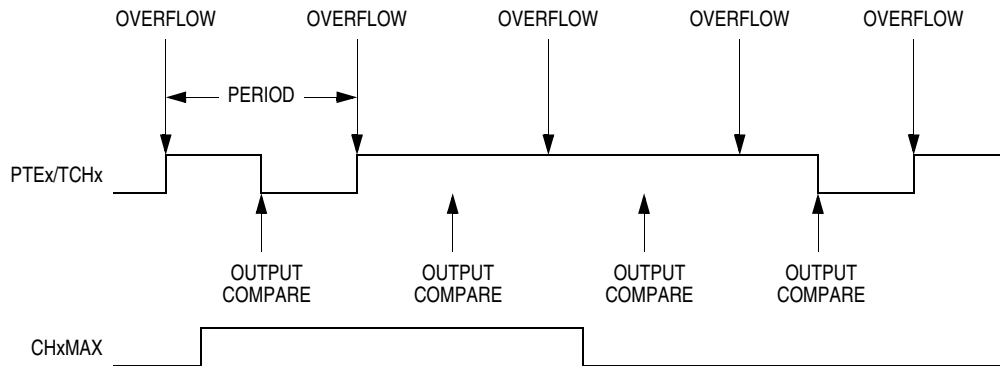 OVERFLOW OVERFLOW OVERFLOW OVERFLOW OVERFLOW
PERIOD
PTEx/TCHx
OUTPUT COMPARE
OUTPUT COMPARE
OUTPUT COMPARE
OUTPUT COMPARE
CHxMAX